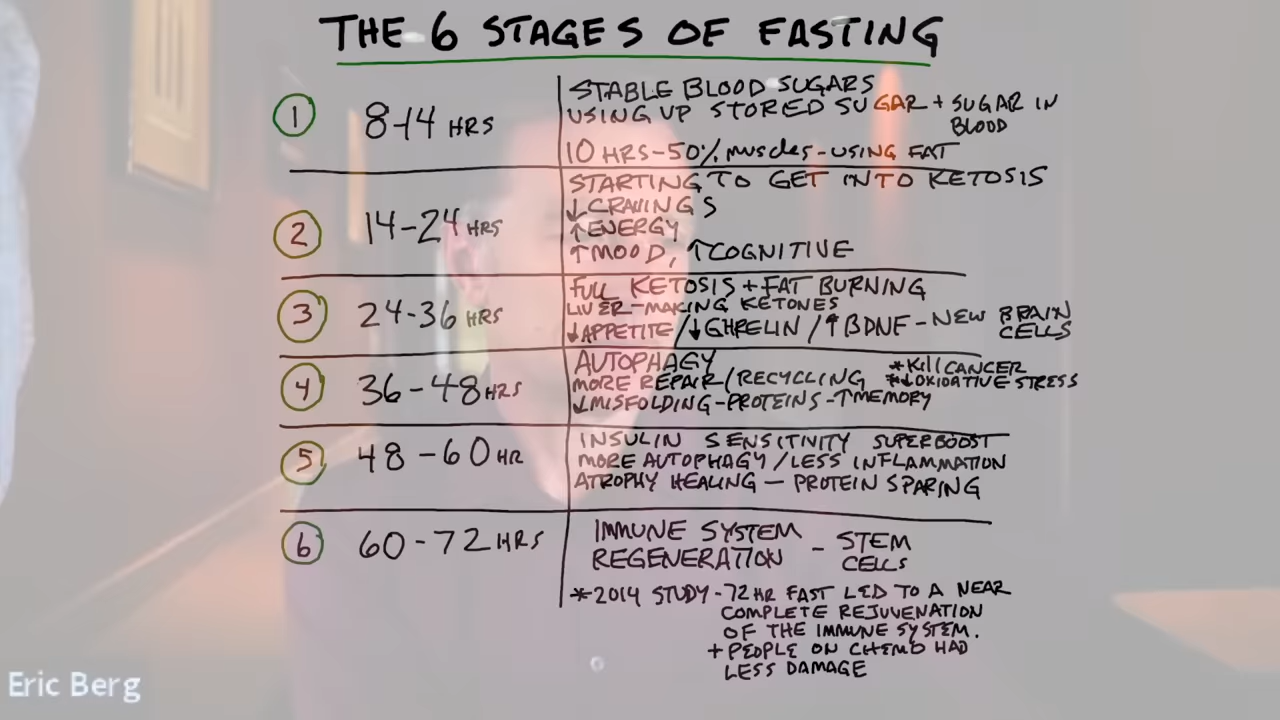 THE 6 STAGES OF FASTING
1 8-14 HRS
STABLE BLOOD SUGARS
USING UP STORED SUGAR + SUGAR IN
BLOOD
10 HRS-50% muscles-USING FAT
2 14-24 HRS
STARTING TO GET INTO KETOSIS
↓CRAVINGS
↑ENERGY
↑MOOD, ↑COGNITIVE
3 24-36 HRS
FULL KETOSIS + FAT BURNING
LIVER-MAKING KETONES
↓APPETITE/↓GHRELIN/↑BDNF-NEW BRAIN
CELLS
4 36-48 HRS
AUTOPHAGY *Kill CANCER
MORE REPAIR/RECYCLING *↓OXIDATIVE STRESS
↓MISFOLDING-PROTEINS-↑MEMORY
5 48-60 HR
INSULIN SENSITIVITY SUPERBOOST
MORE AUTOPHAGY/LESS INFLAMMATION
ATROPHY HEALING — PROTEIN SPARING
6 60-72 HRS
IMMUNE SYSTEM
REGENERATION - STEM
CELLS
*2014 STUDY-72 HR FAST LED TO A NEAR
COMPLETE REJUVENATION
OF THE IMMUNE SYSTEM.
+ PEOPLE ON CHEMO HAD
LESS DAMAGE
Eric Berg